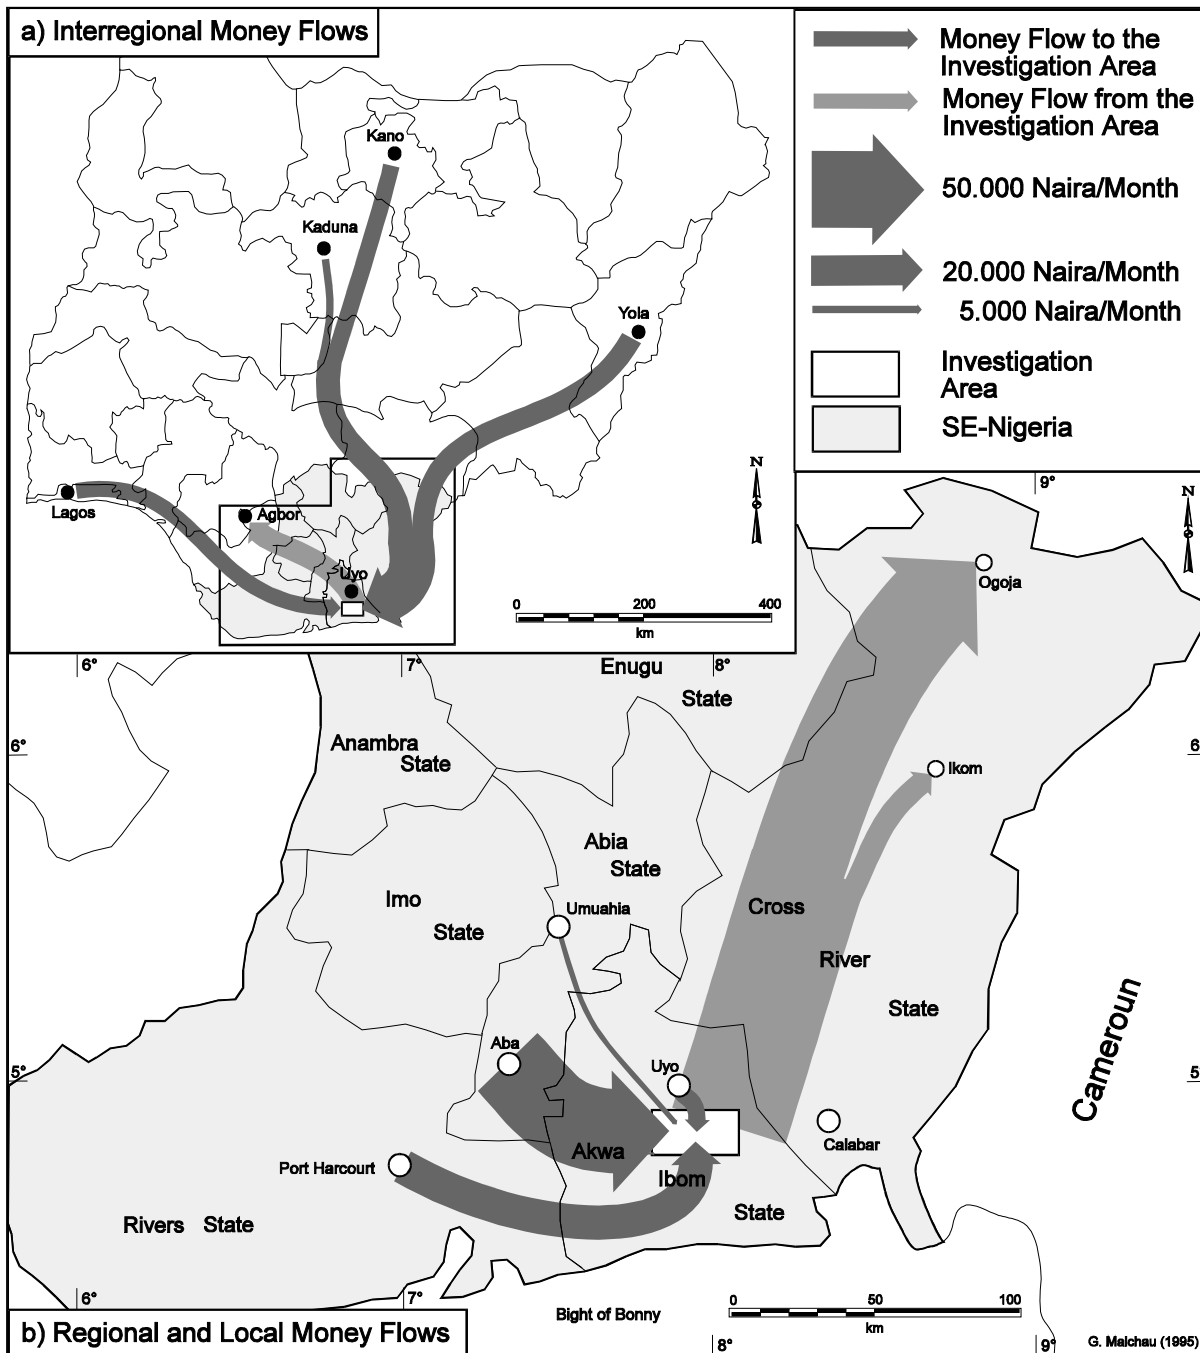 a) Interregional Money Flows
Money Flow to the
Investigation Area
Money Flow from the
Investigation Area
50.000 Naira/Month
20.000 Naira/Month
5.000 Naira/Month
Investigation
Area
SE-Nigeria
Kano
Kaduna
Yola
Lagos
Agbor
Uyo
N
0 200 400
km
9°
N
Ogoja
6° 7° 8°
Enugu
State
Anambra
State
6°
6
Ikom
Abia
State
Imo
State
Umuahia
Cross
River
State
Aba
Uyo
5°
5
Cameroun
Calabar
Akwa
Ibom
State
Port Harcourt
Rivers State
6° 7°
Bight of Bonny
0 50 100
km
8° 9°
b) Regional and Local Money Flows
G. Malchau (1995)